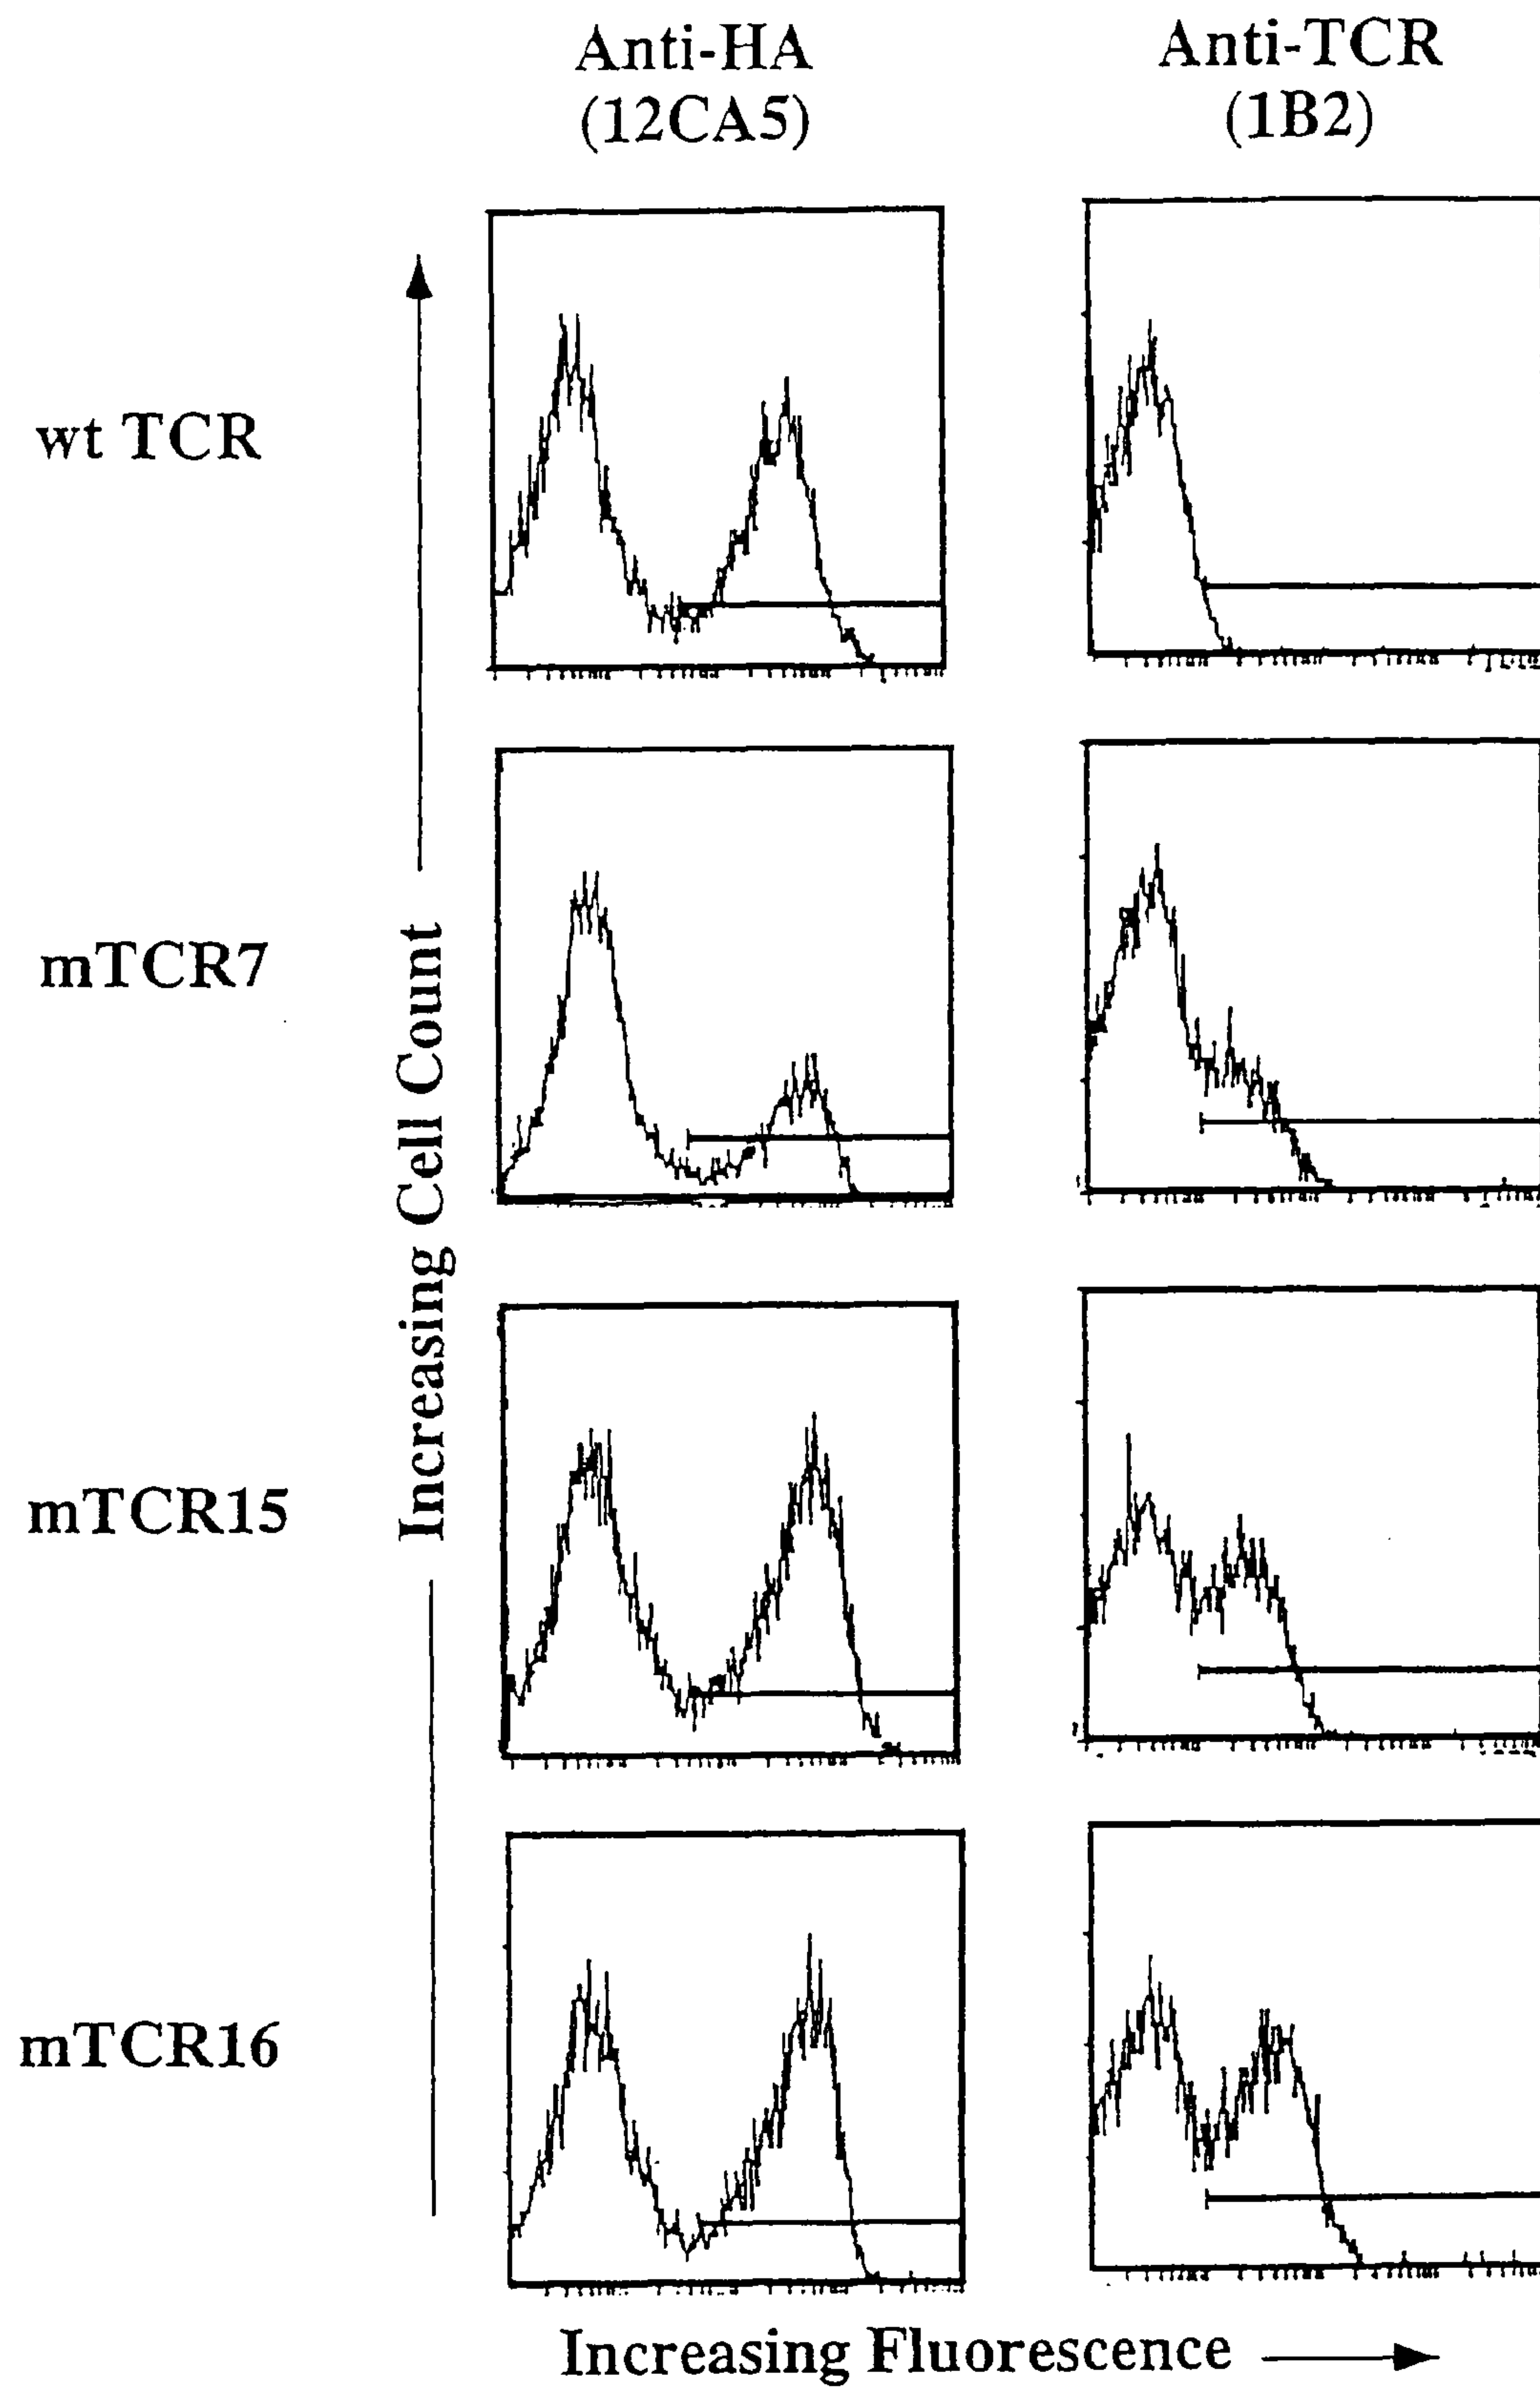 Anti-HA
(12CA5)
Anti-TCR
(1B2)
wt TCR
mTCR7
mTCR15
mTCR16
Increasing Cell Count
Increasing Fluorescence